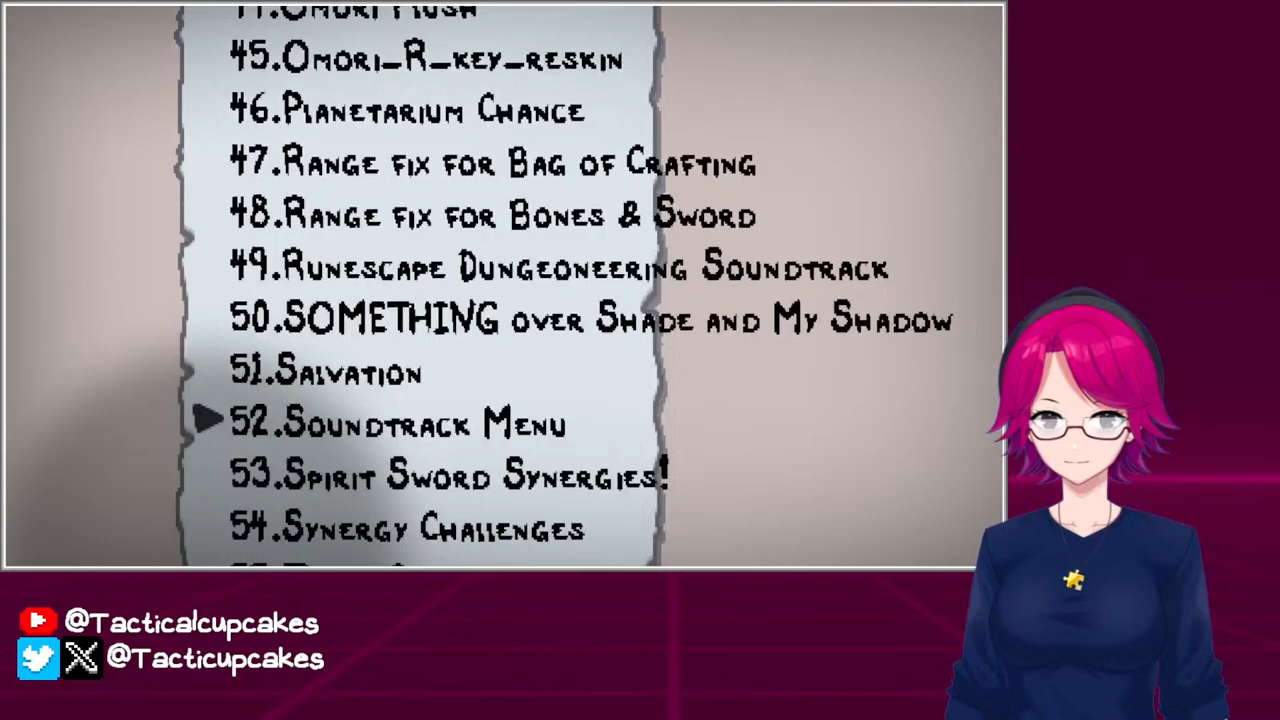 45.Omori_R_key_reskin
46.Planetarium Chance
47.Range fix for Bag of Crafting
48.Range fix for Bones & Sword
49.Runescape Dungeoneering Soundtrack
50.SOMETHING over Shade and My Shadow
51.Salvation
52.Soundtrack Menu
53.Spirit Sword Synergies!
54.Synergy Challenges
@Tacticalcupcakes
@Tacticupcakes